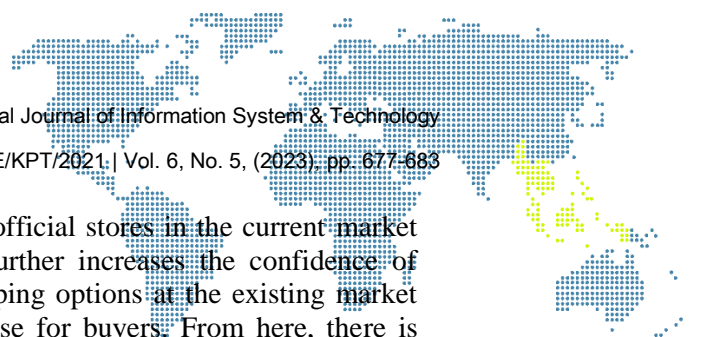 al Journal of Information System & Technology
E/KPT/2021 | Vol. 6, No. 5, (2023), pp. 677-683
official stores in the current market
urther increases the confidence of
ping options at the existing market
se for buyers. From here, there is